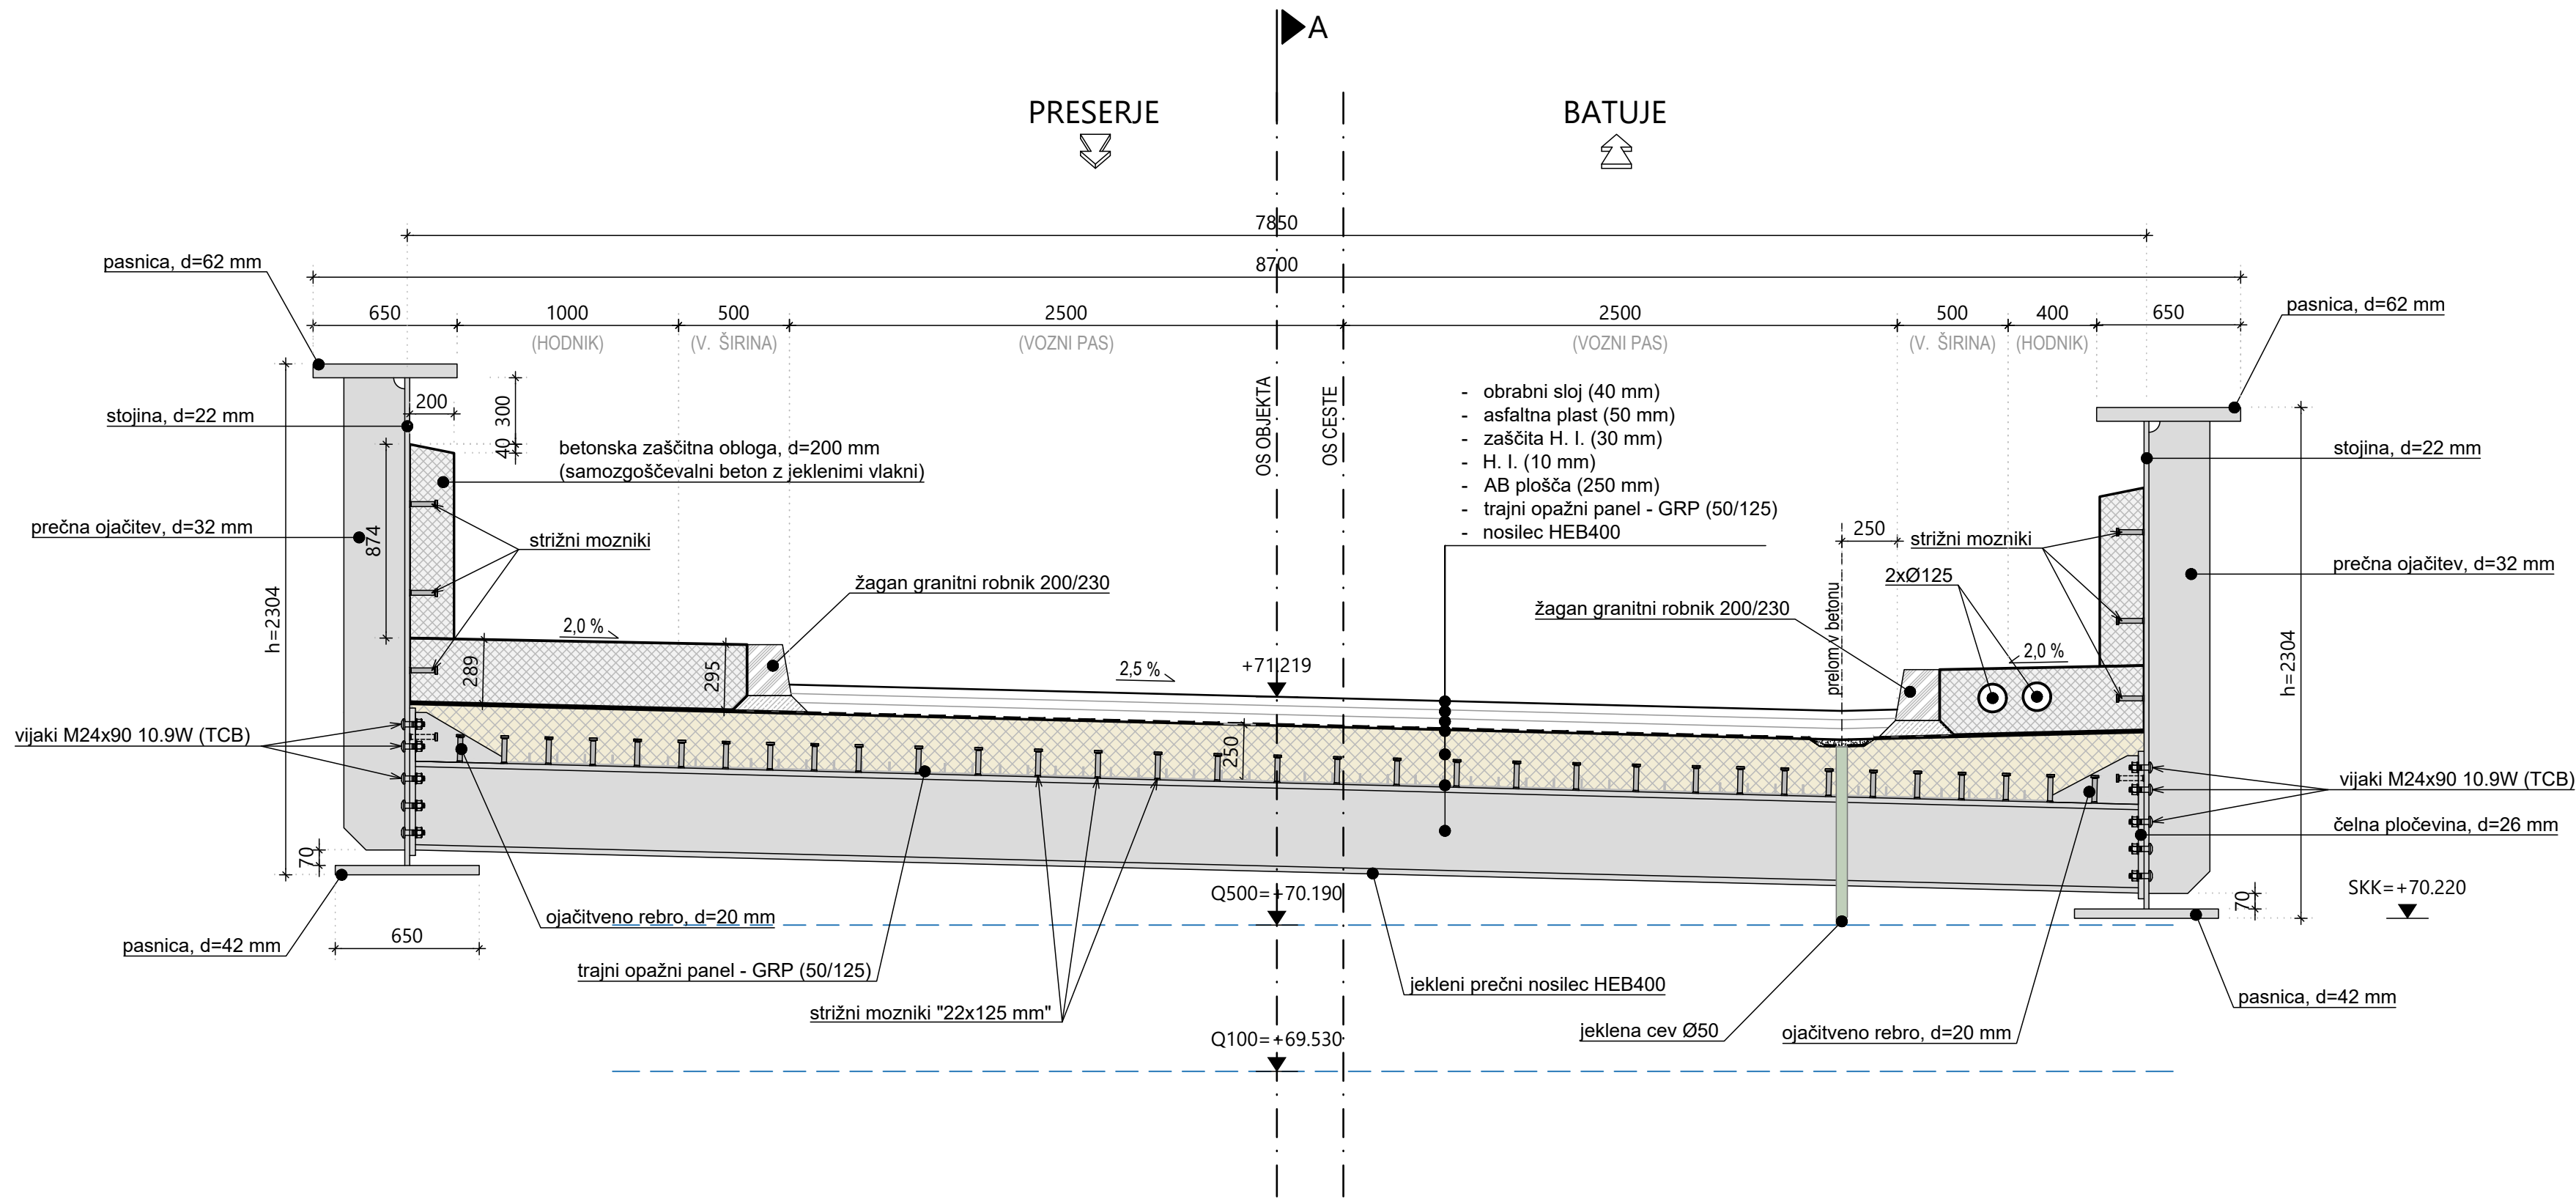 A
PRESERJE
BATUJE
7850
8700
650
1000
500
2500
2500
500
400
650
(HODNIK)
(V. ŠIRINA)
(VOZNI PAS)
(VOZNI PAS)
(V. ŠIRINA)
(HODNIK)
pasnica, d=62 mm
pasnica, d=62 mm
stojina, d=22 mm
200
300
40
betonska zaščitna obloga, d=200 mm
(samozgoščevalni beton z jeklenimi vlakni)
prečna ojačitev, d=32 mm
874
strižni mozniki
h=2304
žagan granitni robnik 200/230
2,0 %
289
295
2,5 %
+71.219
OS OBJEKTA
OS CESTE
- obrabni sloj (40 mm)
- asfaltna plast (50 mm)
- zaščita H. I. (30 mm)
- H. I. (10 mm)
- AB plošča (250 mm)
- trajni opažni panel - GRP (50/125)
- nosilec HEB400
250
strižni mozniki
2xØ125
prelom v betonu
žagan granitni robnik 200/230
2,0 %
stojina, d=22 mm
prečna ojačitev, d=32 mm
h=2304
vijaki M24x90 10.9W (TCB)
250
vijaki M24x90 10.9W (TCB)
čelna pločevina, d=26 mm
70
70
SKK=+70.220
Q500=+70.190
ojačitveno rebro, d=20 mm
650
pasnica, d=42 mm
trajni opažni panel - GRP (50/125)
strižni mozniki "22x125 mm"
jekleni prečni nosilec HEB400
pasnica, d=42 mm
jeklena cev Ø50
ojačitveno rebro, d=20 mm
Q100=+69.530